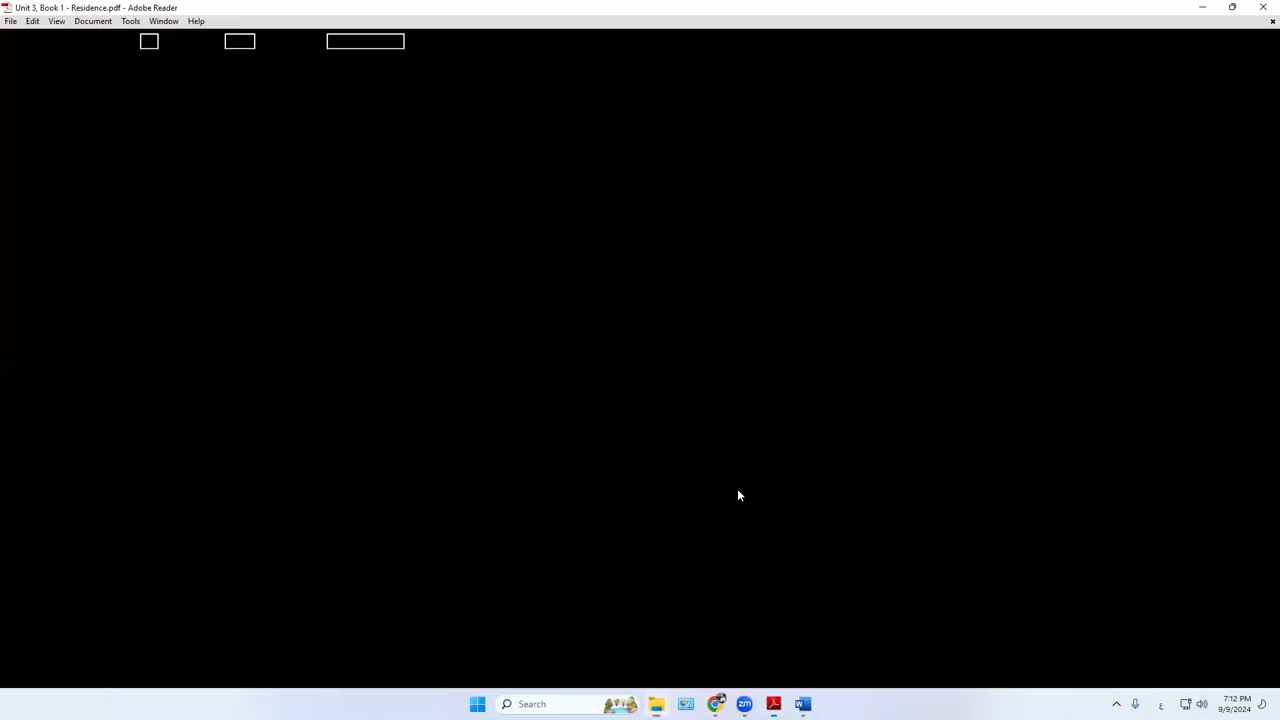 Unit 3, Book 1 - Residence.pdf - Adobe Reader
File Edit View Document Tools Window Help
Search
zm
ع
7:12 PM
9/9/2024